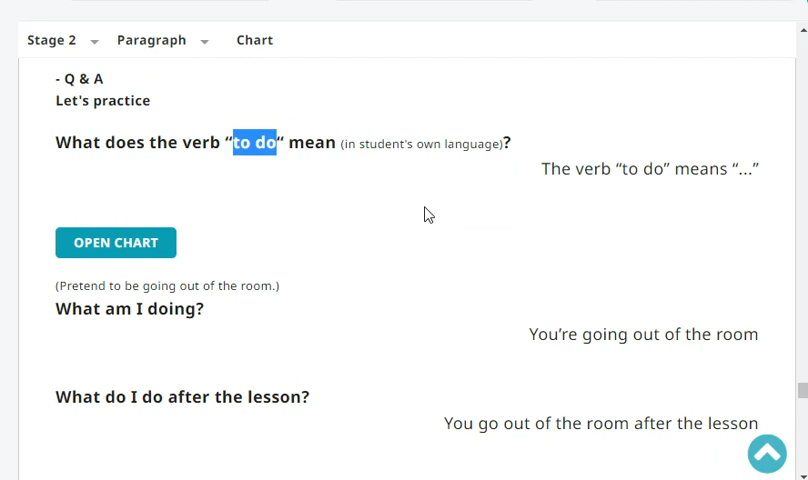 Stage 2 Paragraph Chart
- Q & A
Let's practice
What does the verb “to do“ mean (in student's own language)?
The verb “to do” means “...”
OPEN CHART
(Pretend to be going out of the room.)
What am I doing?
You’re going out of the room
What do I do after the lesson?
You go out of the room after the lesson